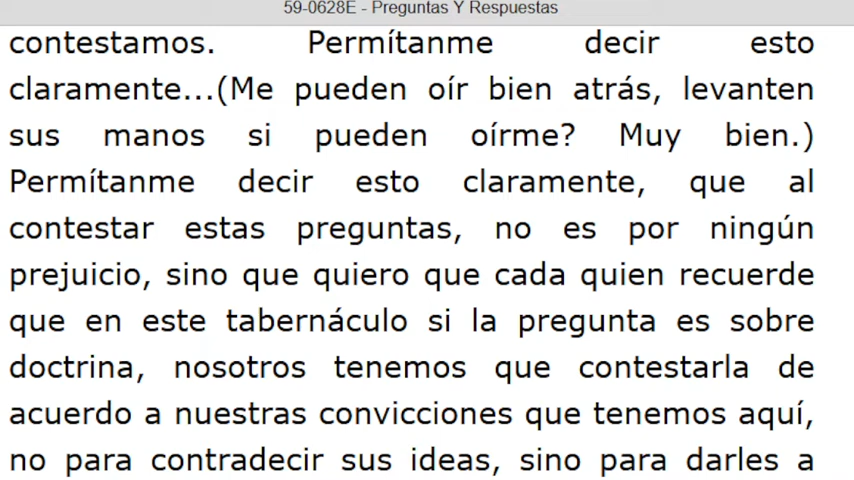 59-0628E - Preguntas Y Respuestas
contestamos. Permítanme decir esto
claramente...(Me pueden oír bien atrás, levanten
sus manos si pueden oírme? Muy bien.)
Permítanme decir esto claramente, que al
contestar estas preguntas, no es por ningún
prejuicio, sino que quiero que cada quien recuerde
que en este tabernáculo si la pregunta es sobre
doctrina, nosotros tenemos que contestarla de
acuerdo a nuestras convicciones que tenemos aquí,
no para contradecir sus ideas, sino para darles a